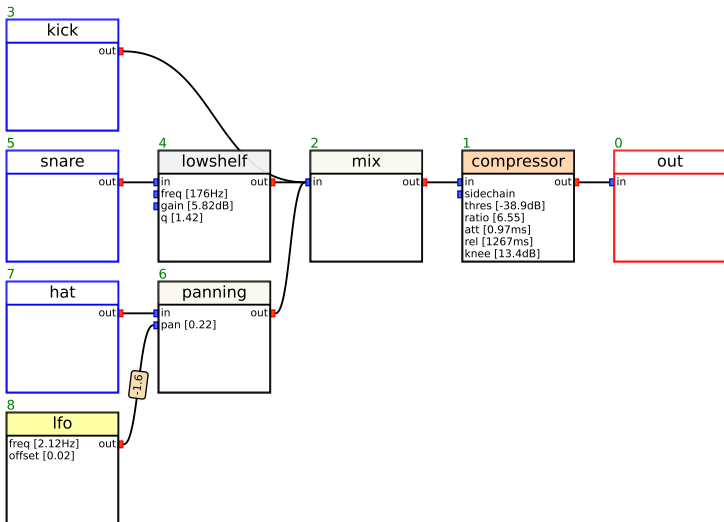 3
kick
out
5
snare
out
4
lowshelf
in
out
freq [176Hz]
gain [5.82dB]
q [1.42]
2
mix
in
out
1
compressor
in
out
sidechain
thres [-38.9dB]
ratio [6.55]
att [0.97ms]
rel [1267ms]
knee [13.4dB]
0
out
in
7
hat
out
6
panning
in
out
pan [0.22]
-1.6
8
lfo
freq [2.12Hz]
out
offset [0.02]